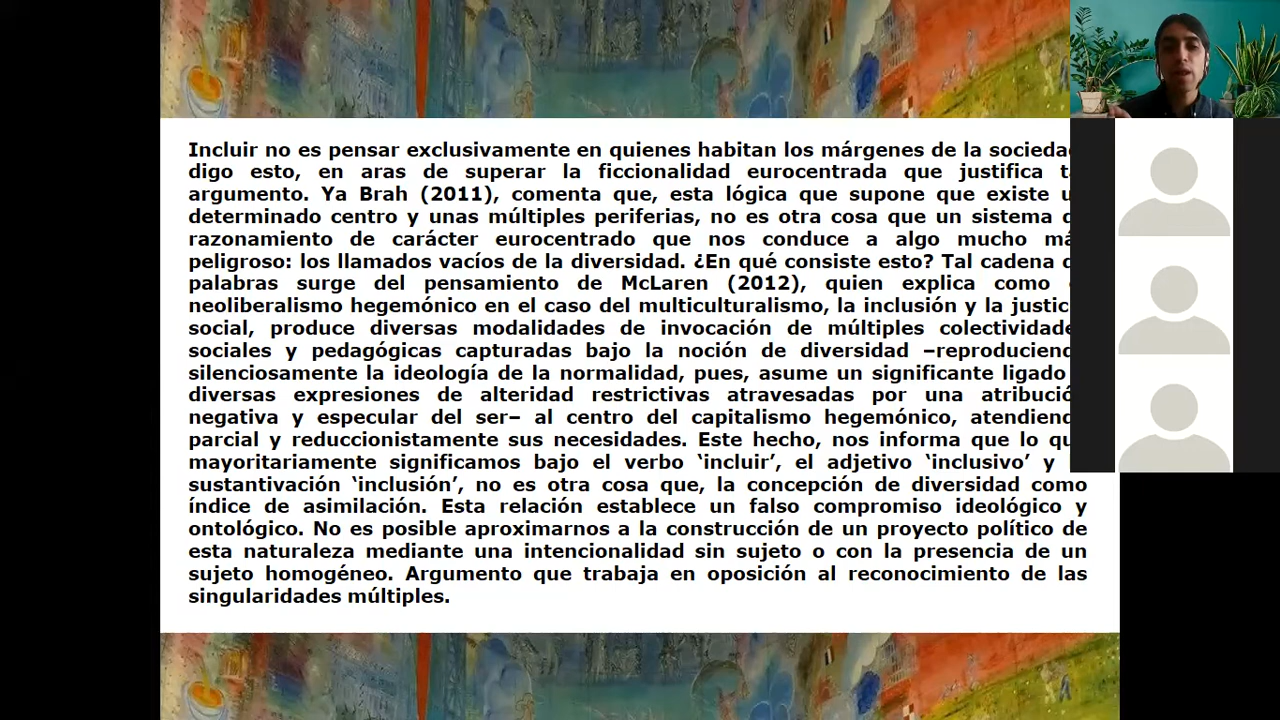 Incluir no es pensar exclusivamente en quienes habitan los márgenes de la sociedad
digo esto, en aras de superar la ficcionalidad eurocentrada que justifica
argumento. Ya Brah (2011), comenta que, esta lógica que supone que existe
determinado centro y unas múltiples periferias, no es otra cosa que un sistema
razonamiento de carácter eurocentrado que nos conduce a algo mucho má
peligroso: los llamados vacíos de la diversidad. ¿En qué consiste esto? Tal cadena
palabras surge del pensamiento de McLaren (2012), quien explica como
neoliberalismo hegemónico en el caso del multiculturalismo, la inclusión y la justic
social, produce diversas modalidades de invocación de múltiples colectividade
sociales y pedagógicas capturadas bajo la noción de diversidad –reproduciend
silenciosamente la ideología de la normalidad, pues, asume un significante ligado
diversas expresiones de alteridad restrictivas atravesadas por una atribució
negativa y especular del ser– al centro del capitalismo hegemónico, atendiend
parcial y reduccionistamente sus necesidades. Este hecho, nos informa que lo qu
mayoritariamente significamos bajo el verbo ‘incluir’, el adjetivo ‘inclusivo’ y
sustantivación ‘inclusión’, no es otra cosa que, la concepción de diversidad como
índice de asimilación. Esta relación establece un falso compromiso ideológico y
ontológico. No es posible aproximarnos a la construcción de un proyecto político de
esta naturaleza mediante una intencionalidad sin sujeto o con la presencia de un
sujeto homogéneo. Argumento que trabaja en oposición al reconocimiento de las
singularidades múltiples.